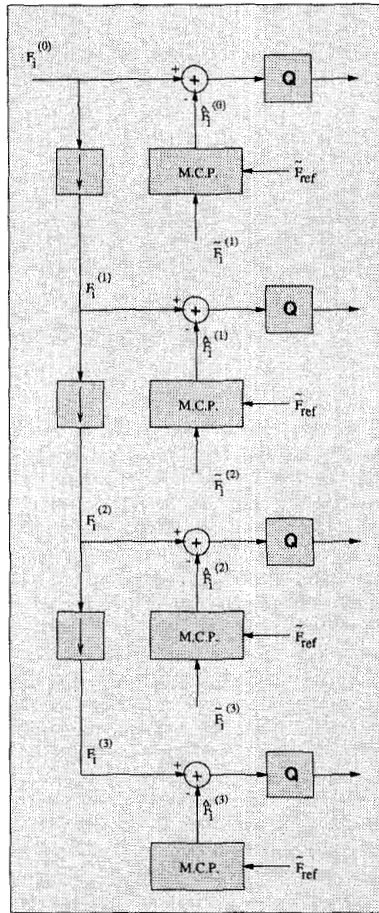 F_i^(0)
+
+
-
Q
F̂_i^(0)
↓
M.C.P.
F̃_ref
F̃_i^(1)
F_i^(1)
+
+
-
Q
F̂_i^(1)
↓
M.C.P.
F̃_ref
F̃_i^(2)
F_i^(2)
+
+
-
Q
F̂_i^(2)
↓
M.C.P.
F̃_ref
F̃_i^(3)
F_i^(3)
+
+
-
Q
F̂_i^(3)
M.C.P.
F̃_ref